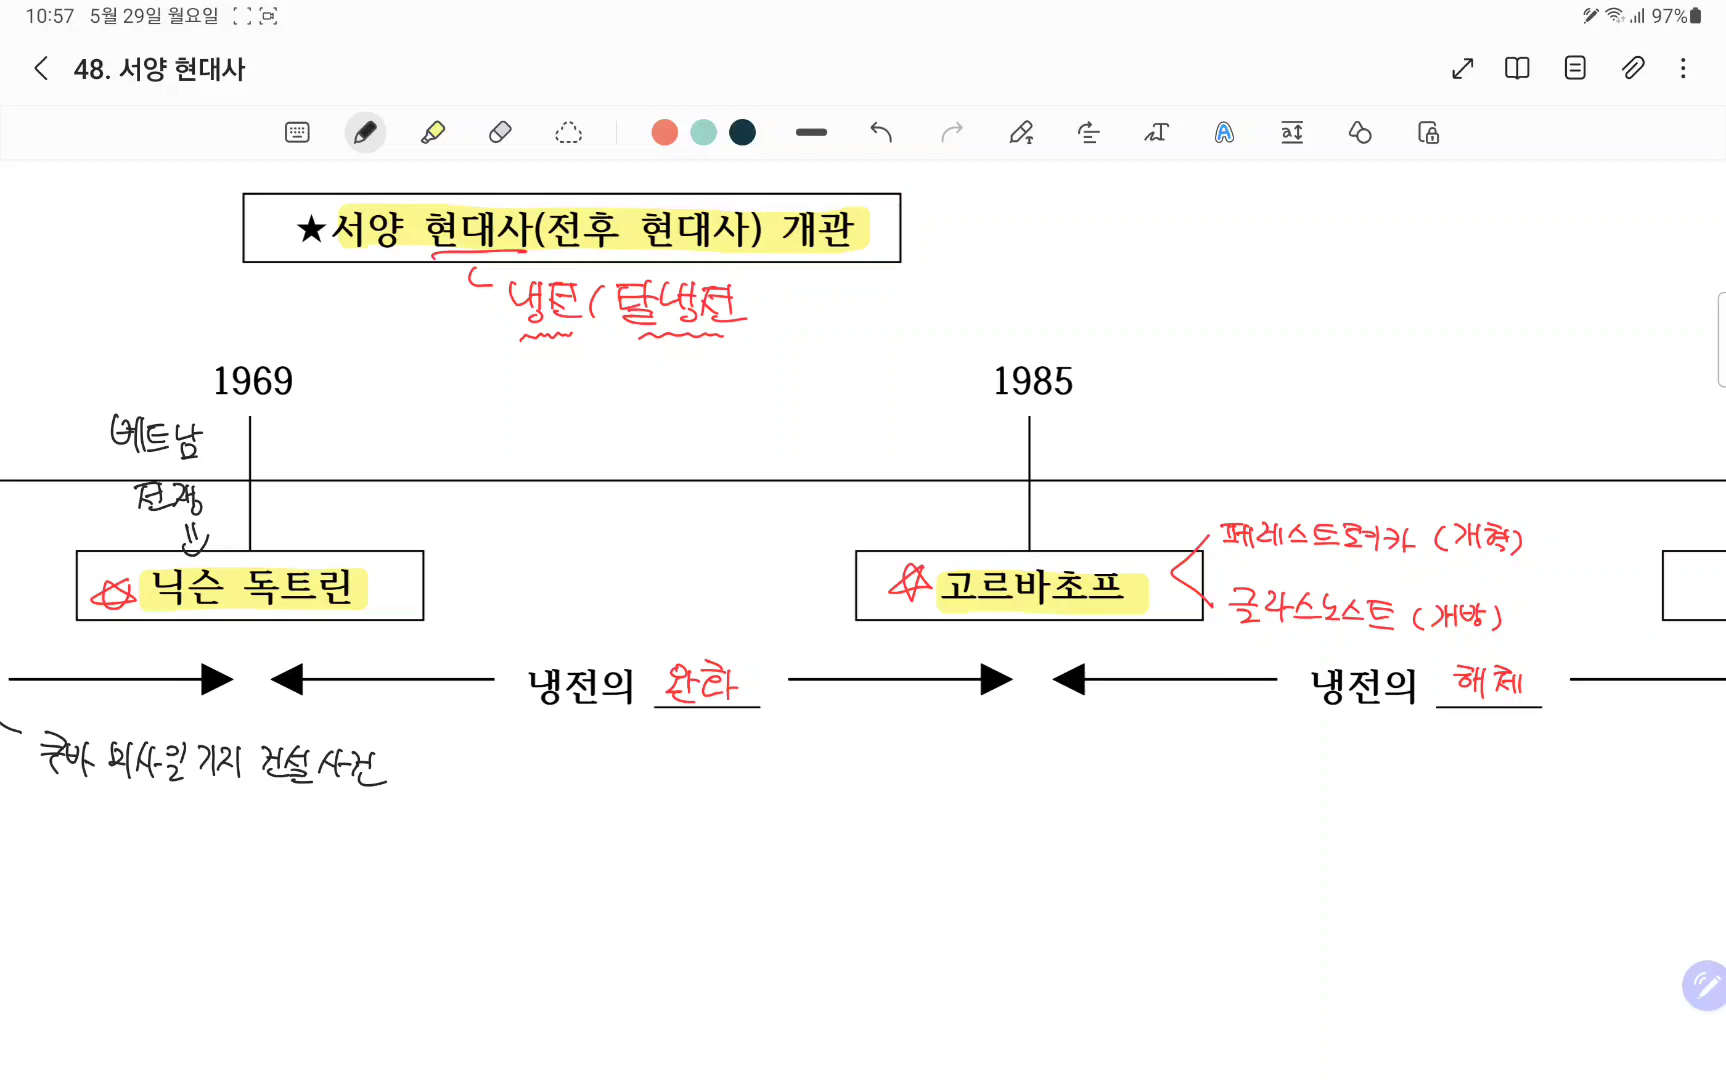 10:57 5월 29일 월요일 97%
48. 서양 현대사
★서양 현대사(전후 현대사) 개관
냉전/탈냉전
1969 1985
베트남
전쟁
닉슨 독트린
고르바초프
페레스트로이카 (개혁)
글라스노스트 (개방)
냉전의 완화
냉전의 해제
쿠바 미사일 기지 건설 사건